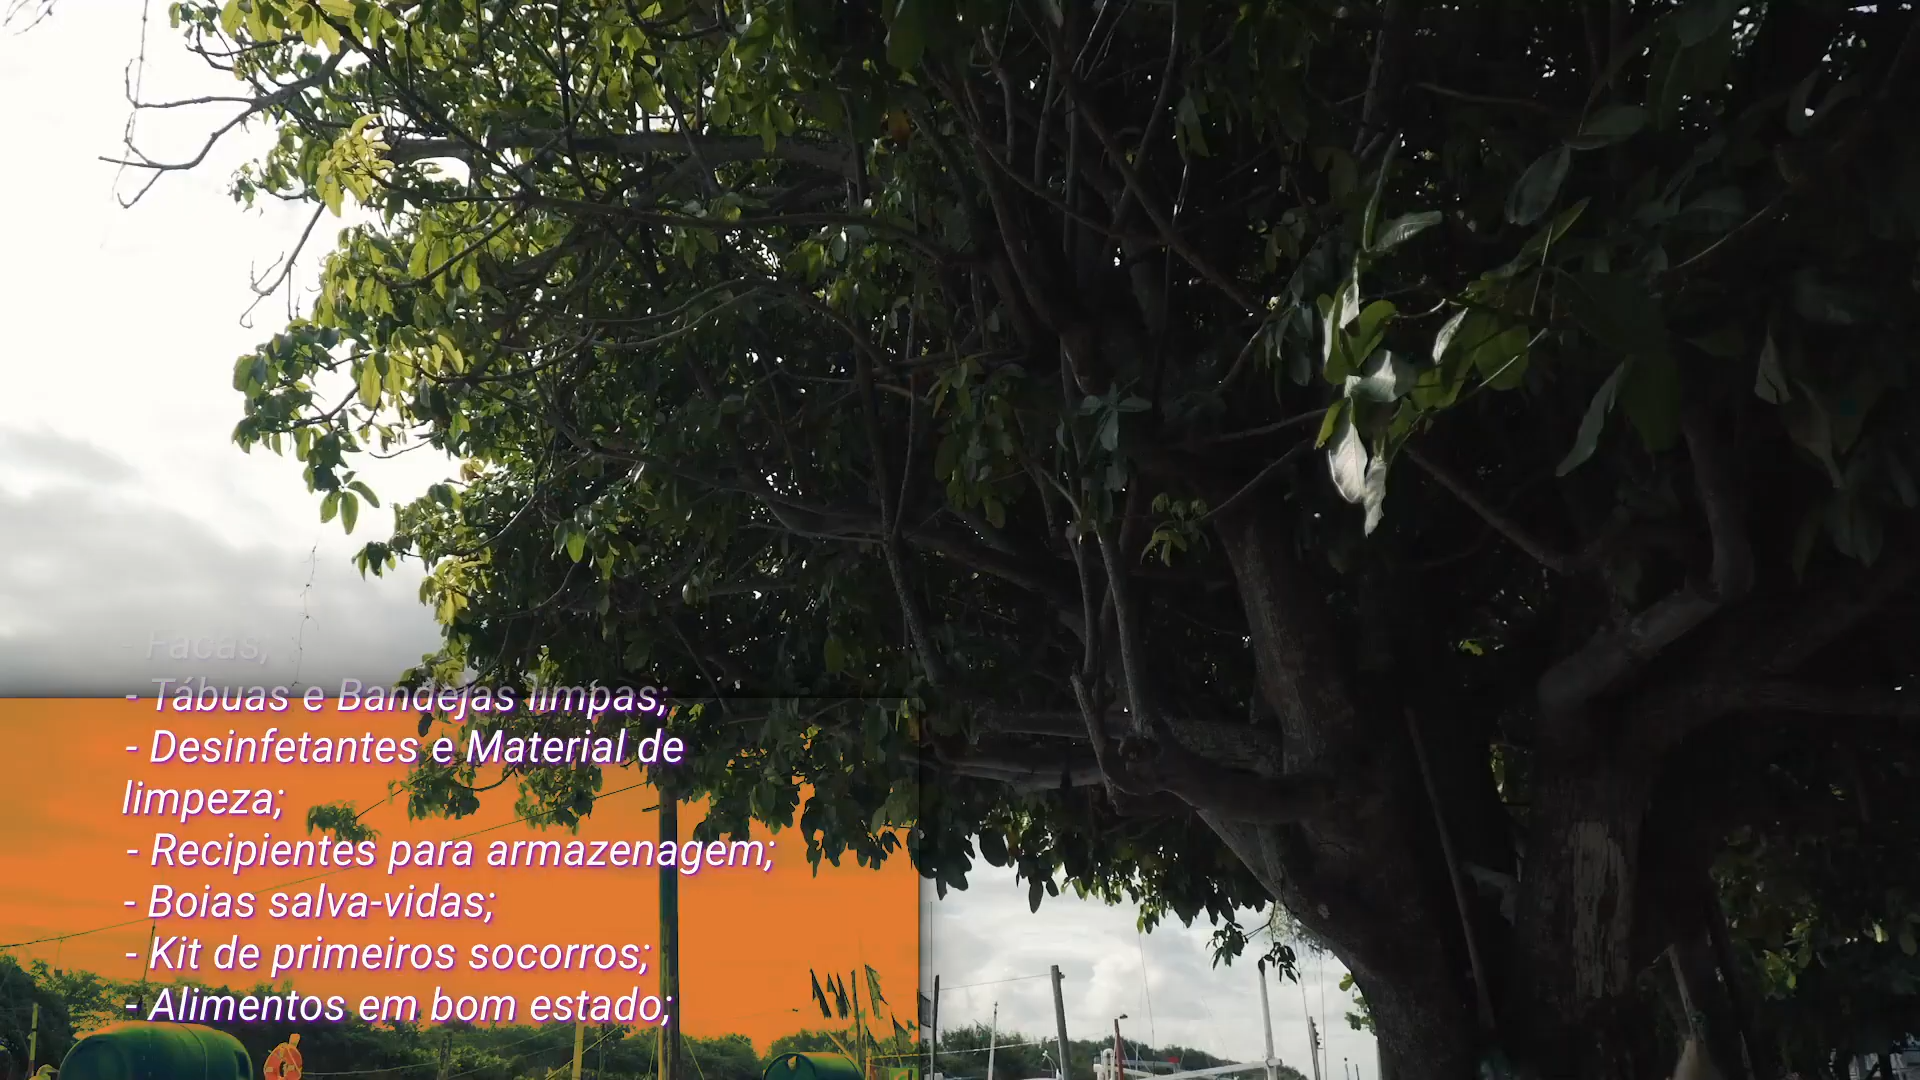 - Facas;
- Tábuas e Bandejas limpas;
- Desinfetantes e Material de
limpeza;
- Recipientes para armazenagem;
- Boias salva-vidas;
- Kit de primeiros socorros;
- Alimentos em bom estado;